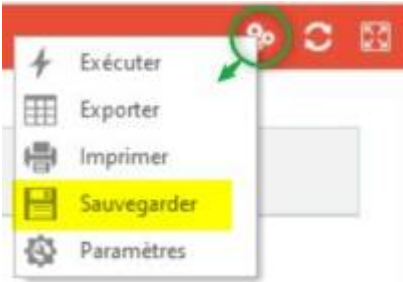 Exécuter
Exporter
Imprimer
Sauvegarder
Paramètres